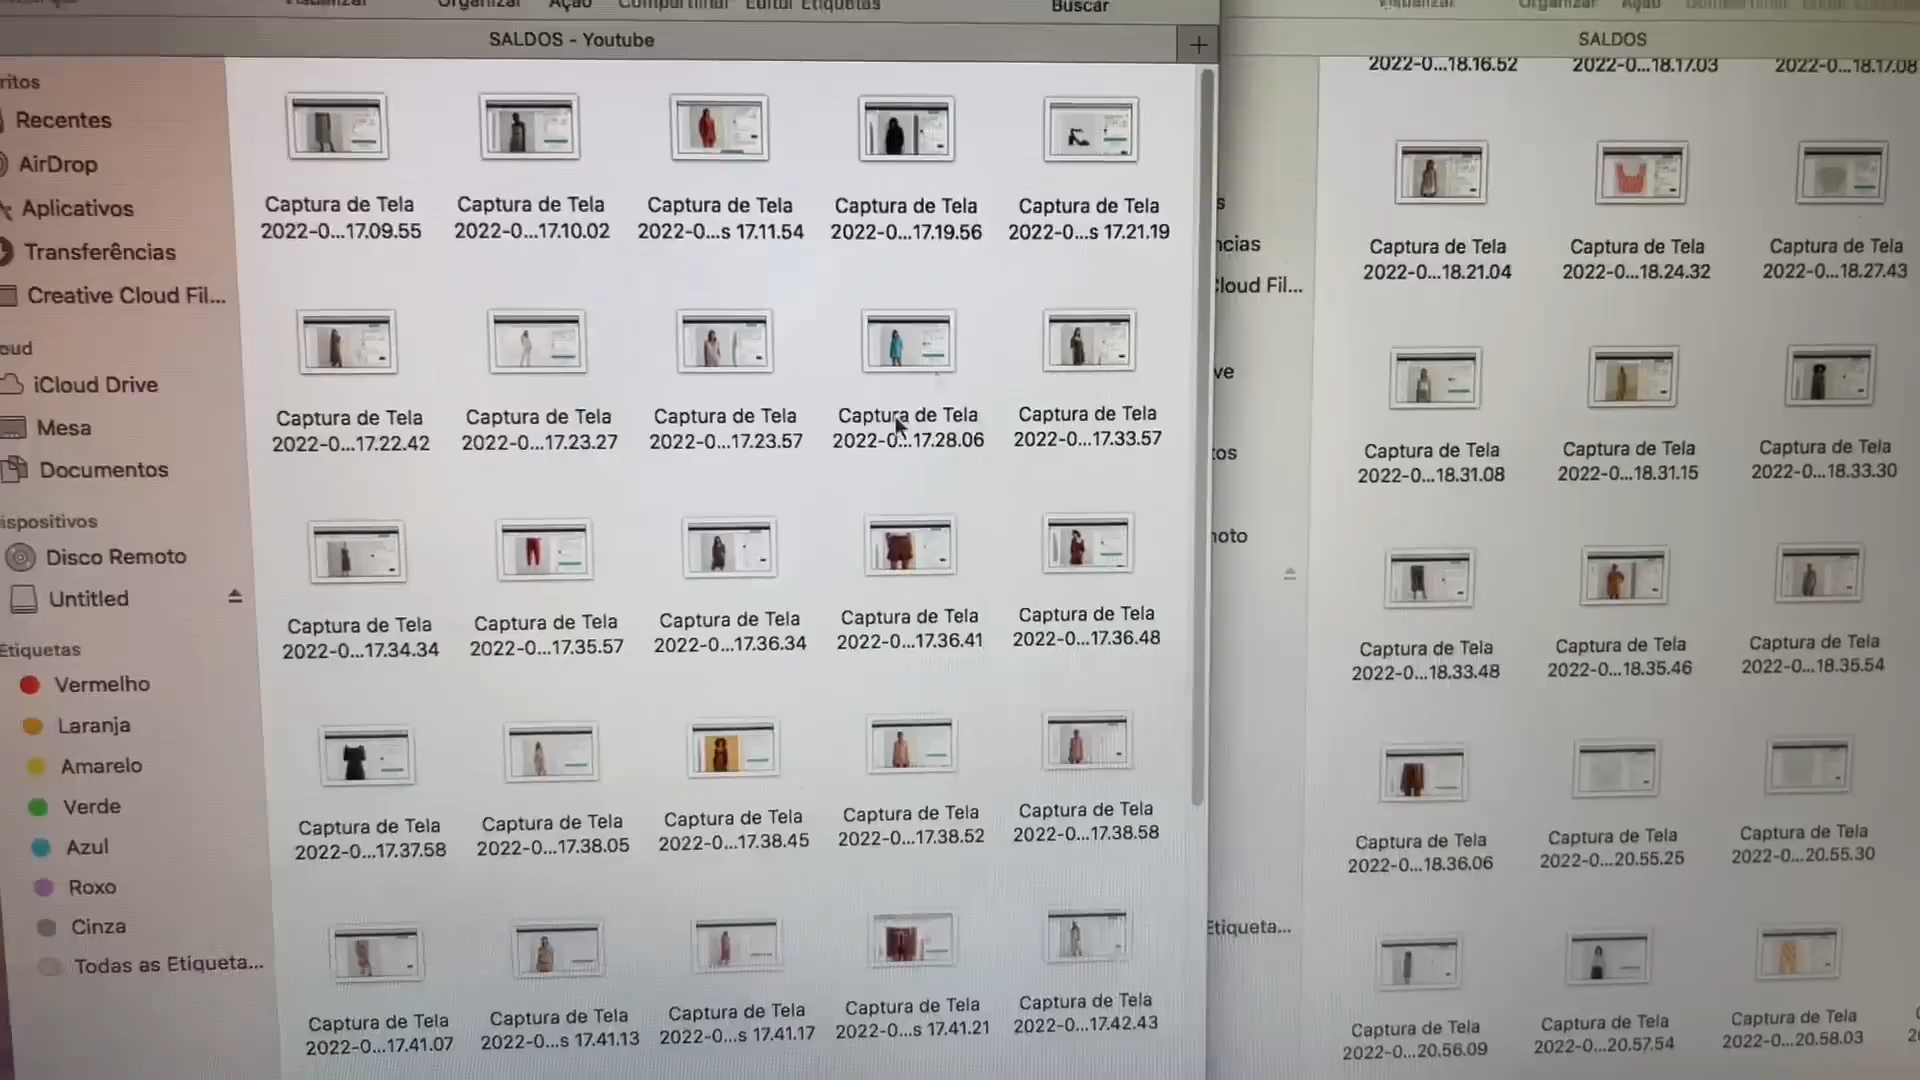 Visualizar Organizar Ação Compartilhar Editar Etiquetas Buscar
SALDOS - Youtube
+
ritos
Recentes
AirDrop
Aplicativos
Transferências
Creative Cloud Fil...
oud
iCloud Drive
Mesa
Documentos
ispositivos
Disco Remoto
Untitled
Etiquetas
Vermelho
Laranja
Amarelo
Verde
Azul
Roxo
Cinza
Todas as Etiqueta...
Captura de Tela
2022-0...17.09.55
Captura de Tela
2022-0...17.10.02
Captura de Tela
2022-0...s 17.11.54
Captura de Tela
2022-0...17.19.56
Captura de Tela
2022-0...s 17.21.19
Captura de Tela
2022-0...17.22.42
Captura de Tela
2022-0...17.23.27
Captura de Tela
2022-0...17.23.57
Captura de Tela
2022-0...17.28.06
Captura de Tela
2022-0...17.33.57
Captura de Tela
2022-0...17.34.34
Captura de Tela
2022-0...17.35.57
Captura de Tela
2022-0...17.36.34
Captura de Tela
2022-0...17.36.41
Captura de Tela
2022-0...17.36.48
Captura de Tela
2022-0...17.37.58
Captura de Tela
2022-0...17.38.05
Captura de Tela
2022-0...17.38.45
Captura de Tela
2022-0...17.38.52
Captura de Tela
2022-0...17.38.58
Captura de Tela
2022-0...17.41.07
Captura de Tela
2022-0...s 17.41.13
Captura de Tela
2022-0...s 17.41.17
Captura de Tela
2022-0...s 17.41.21
Captura de Tela
2022-0...17.42.43
Visualizar Organizar Ação
SALDOS
s
ncias
loud Fil...
ve
tos
noto
Etiqueta...
2022-0...18.16.52
2022-0...18.17.03
2022-0...18.17.08
Captura de Tela
2022-0...18.21.04
Captura de Tela
2022-0...18.24.32
Captura de Tela
2022-0...18.27.43
Captura de Tela
2022-0...18.31.08
Captura de Tela
2022-0...18.31.15
Captura de Tela
2022-0...18.33.30
Captura de Tela
2022-0...18.33.48
Captura de Tela
2022-0...18.35.46
Captura de Tela
2022-0...18.35.54
Captura de Tela
2022-0...18.36.06
Captura de Tela
2022-0...20.55.25
Captura de Tela
2022-0...20.55.30
Captura de Tela
2022-0...20.56.09
Captura de Tela
2022-0...20.57.54
Captura de Tela
2022-0...20.58.03